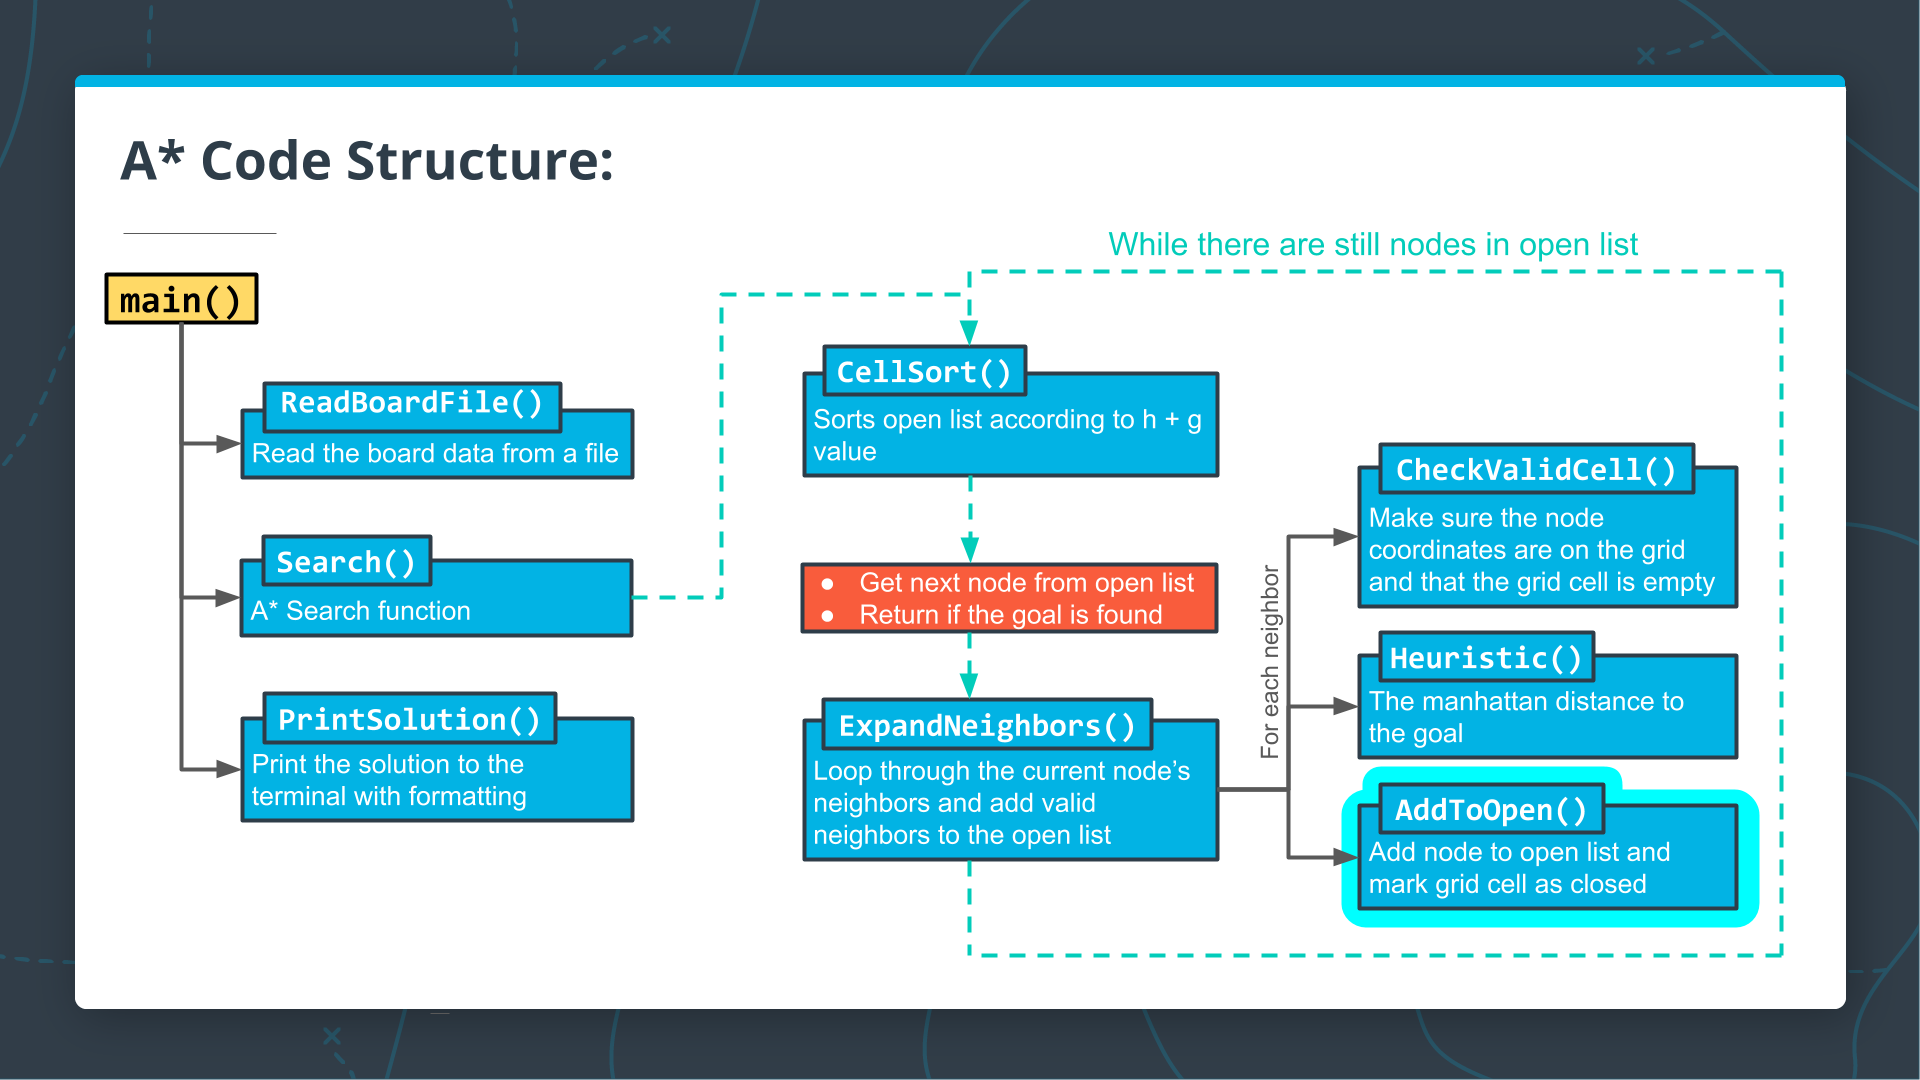 A* Code Structure:
While there are still nodes in open list
main()
ReadBoardFile()
Read the board data from a file
Search()
A* Search function
PrintSolution()
Print the solution to the
terminal with formatting
CellSort()
Sorts open list according to h + g
value
● Get next node from open list
● Return if the goal is found
ExpandNeighbors()
Loop through the current node’s
neighbors and add valid
neighbors to the open list
For each neighbor
CheckValidCell()
Make sure the node
coordinates are on the grid
and that the grid cell is empty
Heuristic()
The manhattan distance to
the goal
AddToOpen()
Add node to open list and
mark grid cell as closed